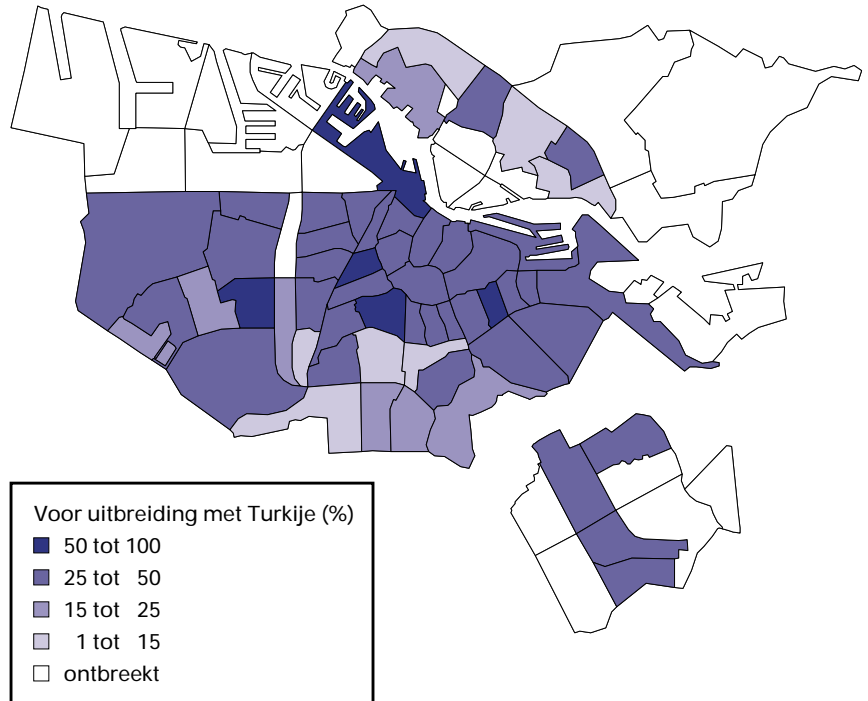 Voor uitbreiding met Turkije (%)
50 tot 100
25 tot 50
15 tot 25
1 tot 15
ontbreekt